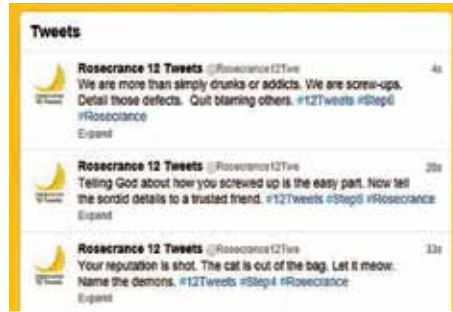 Tweets
Rosecrance 12 Tweets @Rosecrance12Twe 4s
We are more than simply drunks or addicts. We are screw-ups.
Detail those defects. Quit blaming others. #12Tweets #Step6
#Rosecrance
Expand
Rosecrance 12 Tweets @Rosecrance12Twe 20s
Telling God about how you screwed up is the easy part. Now tell
the sordid details to a trusted friend. #12Tweets #Step5 #Rosecrance
Expand
Rosecrance 12 Tweets @Rosecrance12Twe 33s
Your reputation is shot. The cat is out of the bag. Let it meow.
Name the demons. #12Tweets #Step4 #Rosecrance
Expand